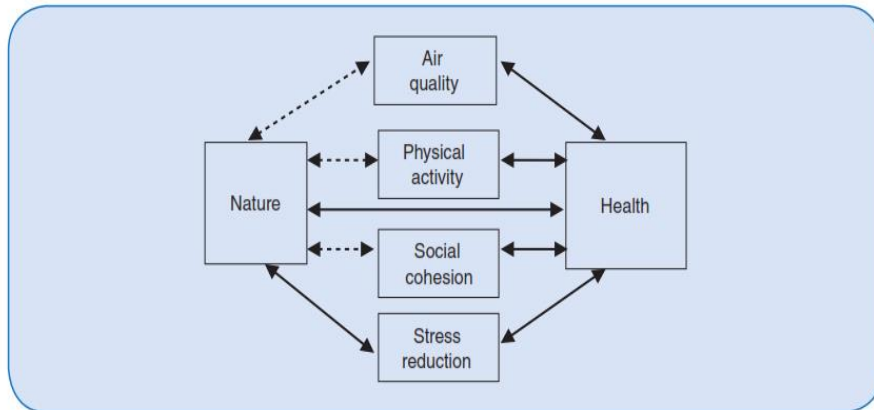 Air
quality
Physical
activity
Nature
Health
Social
cohesion
Stress
reduction